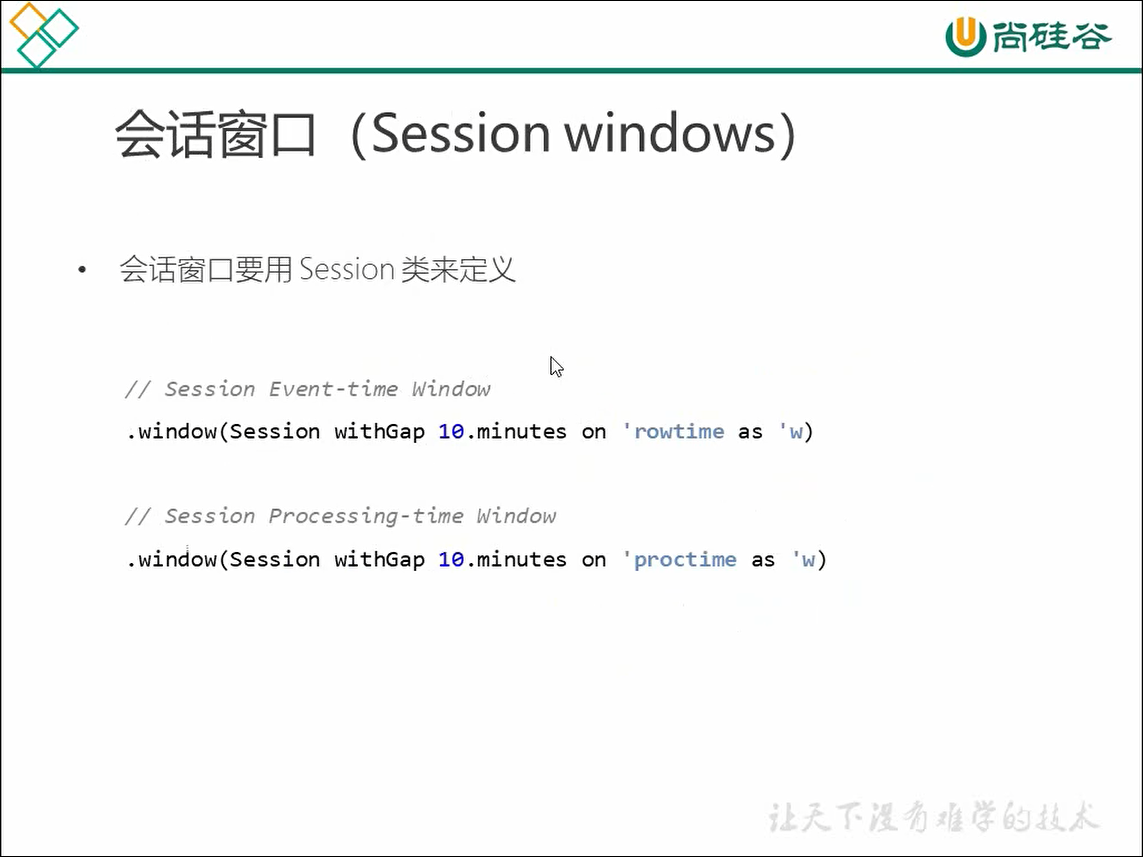 尚硅谷
会话窗口（Session windows）
• 会话窗口要用 Session 类来定义
// Session Event-time Window
.window(Session withGap 10.minutes on 'rowtime as 'w)
// Session Processing-time Window
.window(Session withGap 10.minutes on 'proctime as 'w)
让天下没有难学的技术